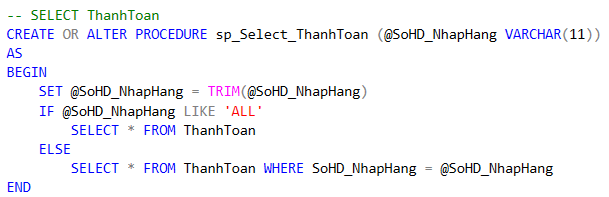 -- SELECT ThanhToan
CREATE OR ALTER PROCEDURE sp_Select_ThanhToan (@SoHD_NhapHang VARCHAR(11))
AS
BEGIN
    SET @SoHD_NhapHang = TRIM(@SoHD_NhapHang)
    IF @SoHD_NhapHang LIKE 'ALL'
        SELECT * FROM ThanhToan
    ELSE
        SELECT * FROM ThanhToan WHERE SoHD_NhapHang = @SoHD_NhapHang
END